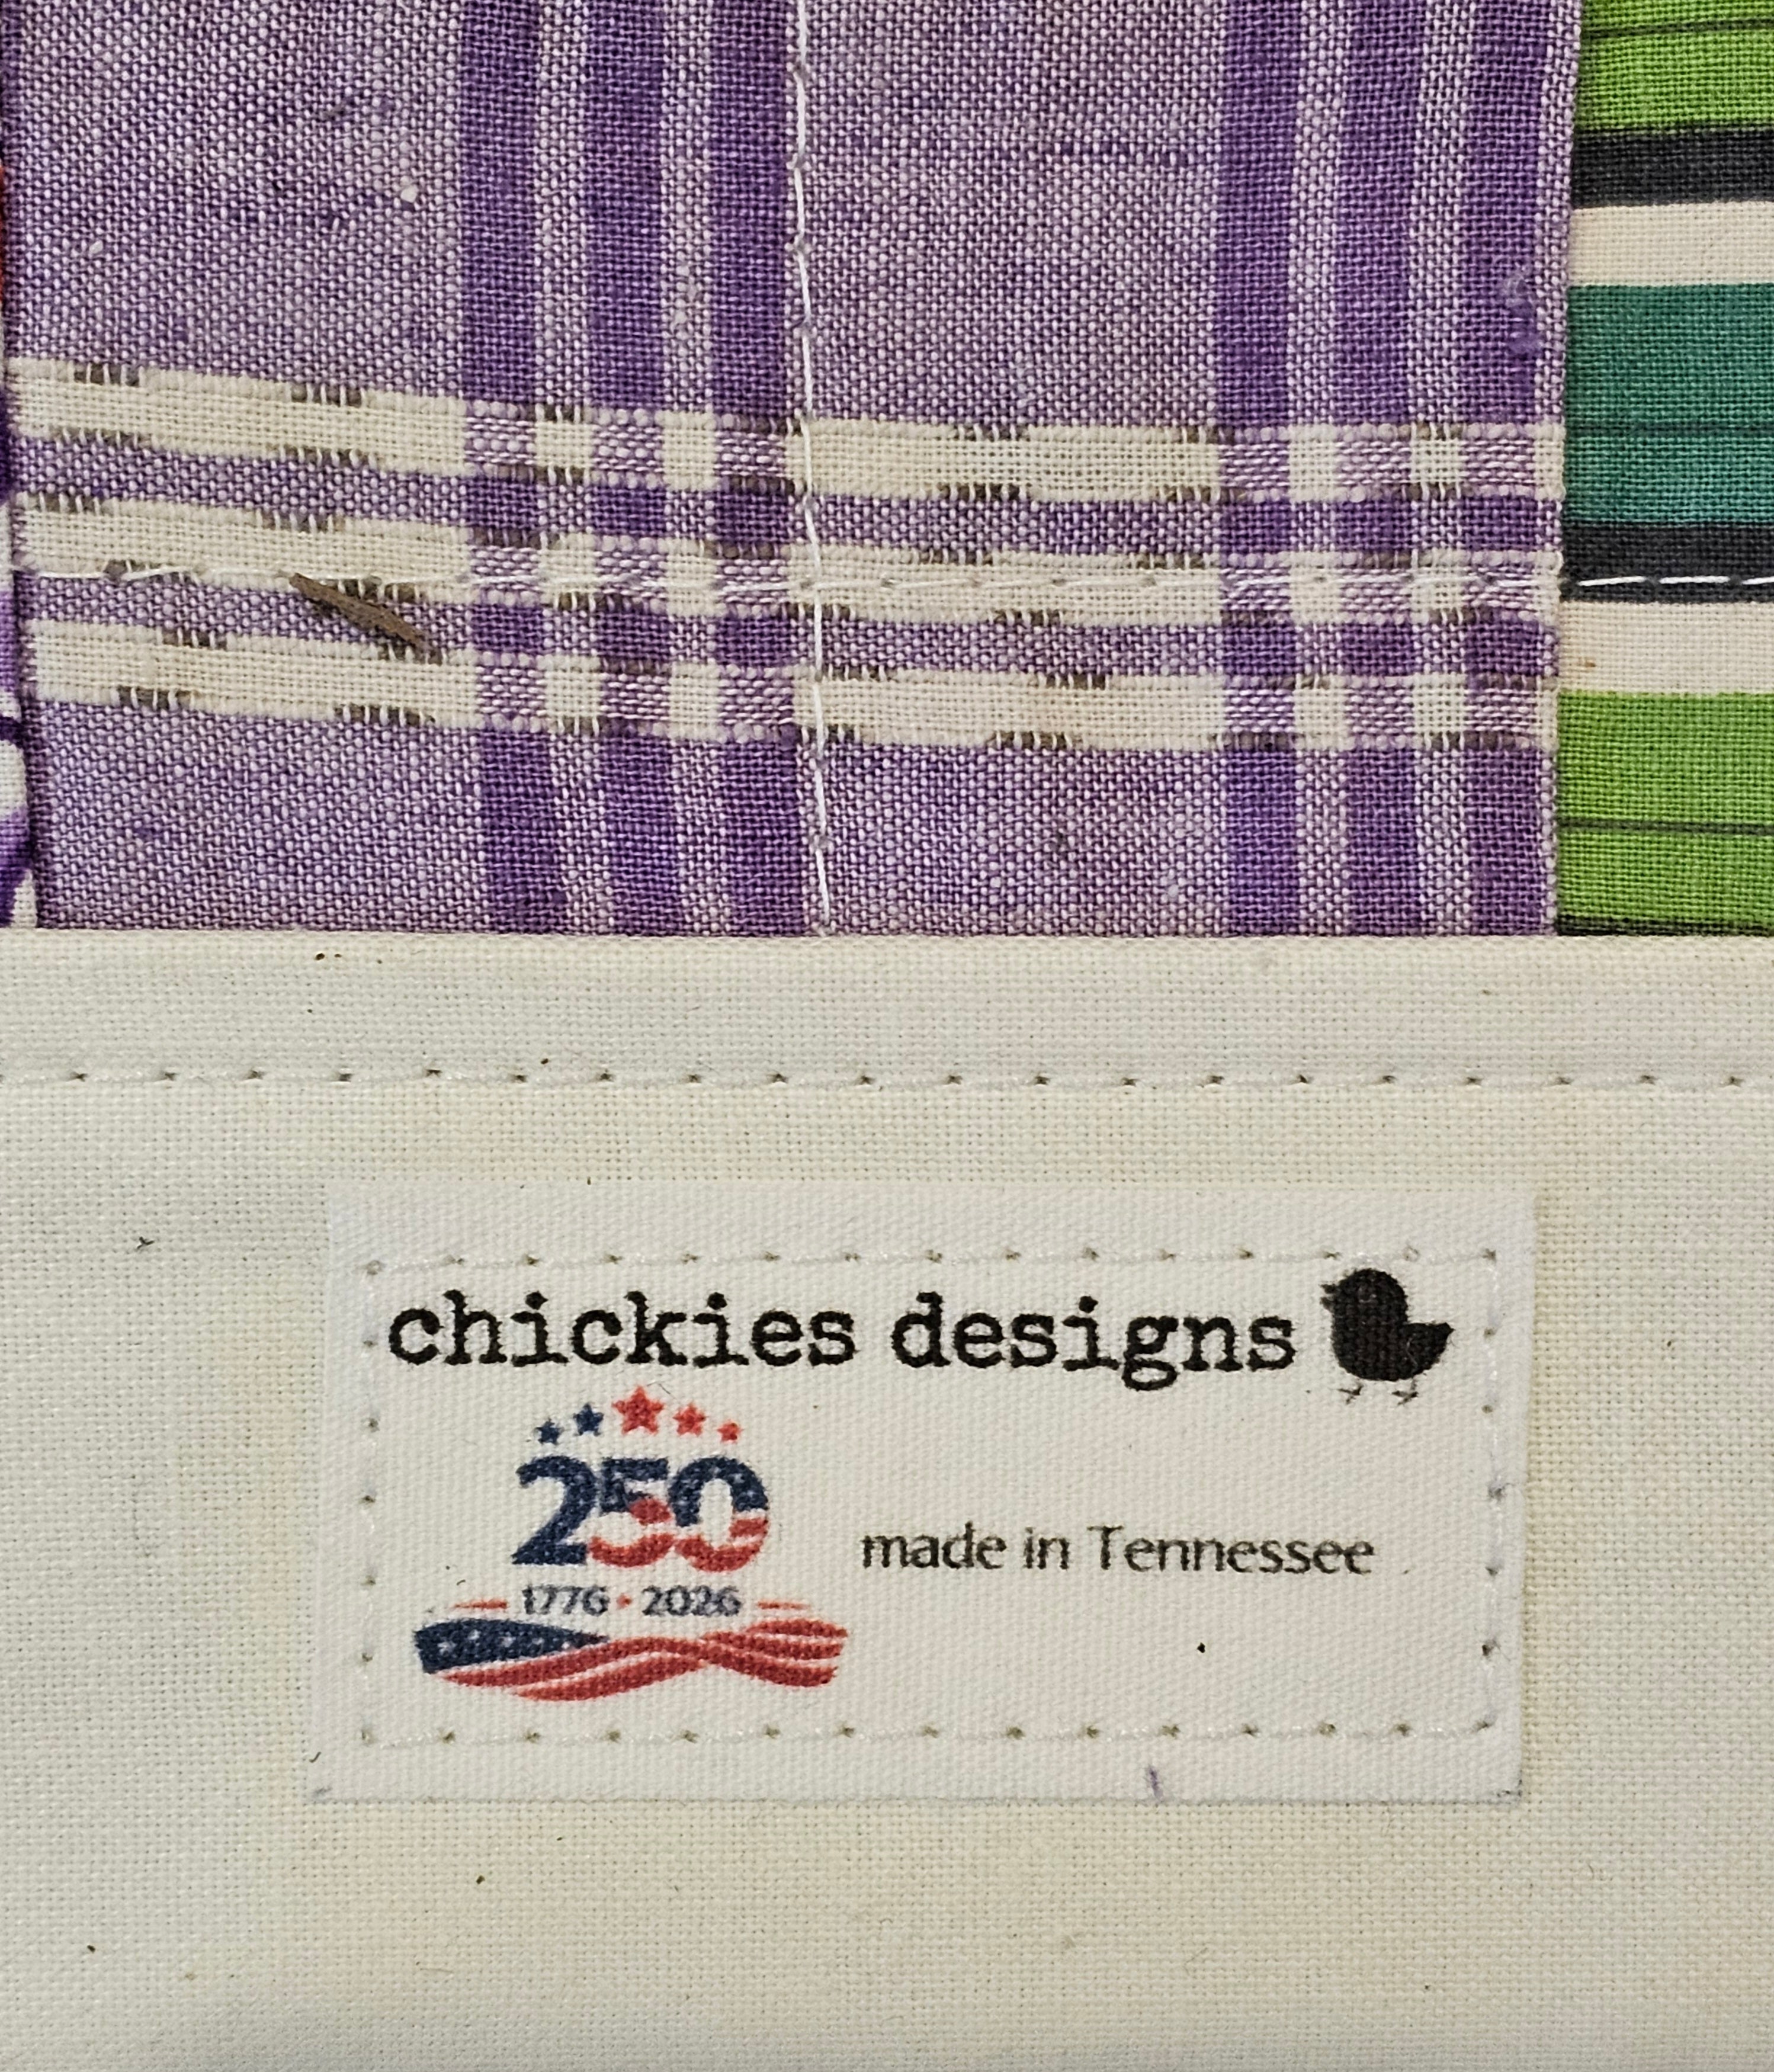 chickies designs
250
1776 • 2026
made in Tennessee